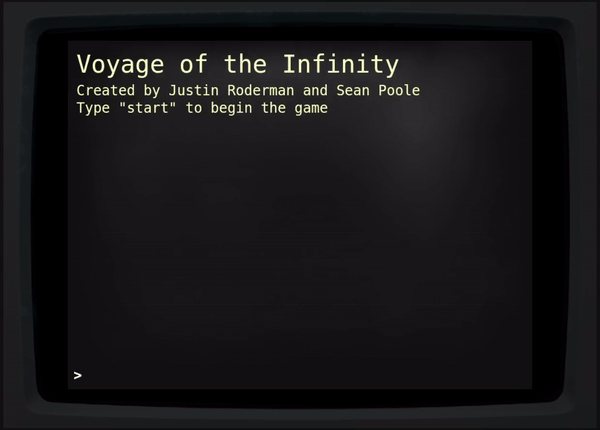 Voyage of the Infinity
Created by Justin Roderman and Sean Poole
Type "start" to begin the game
>